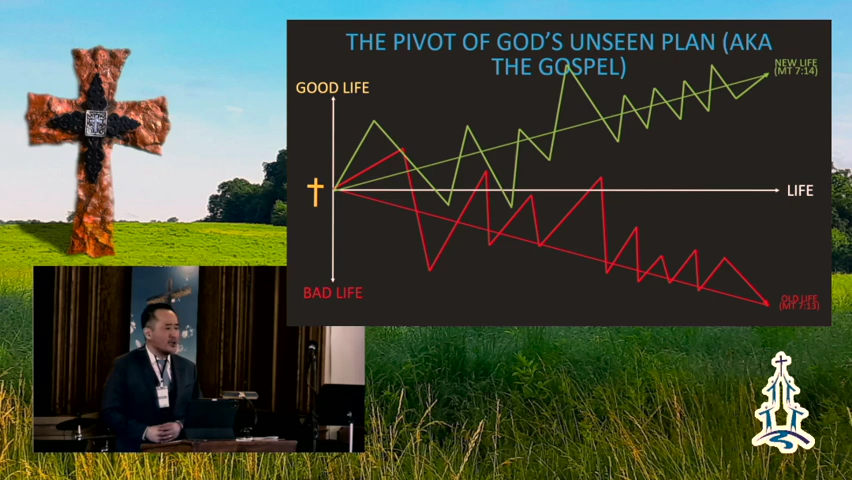 THE PIVOT OF GOD'S UNSEEN PLAN (AKA
THE GOSPEL)
GOOD LIFE
NEW LIFE
(MT 7:14)
LIFE
BAD LIFE
OLD LIFE
(MT 7:13)